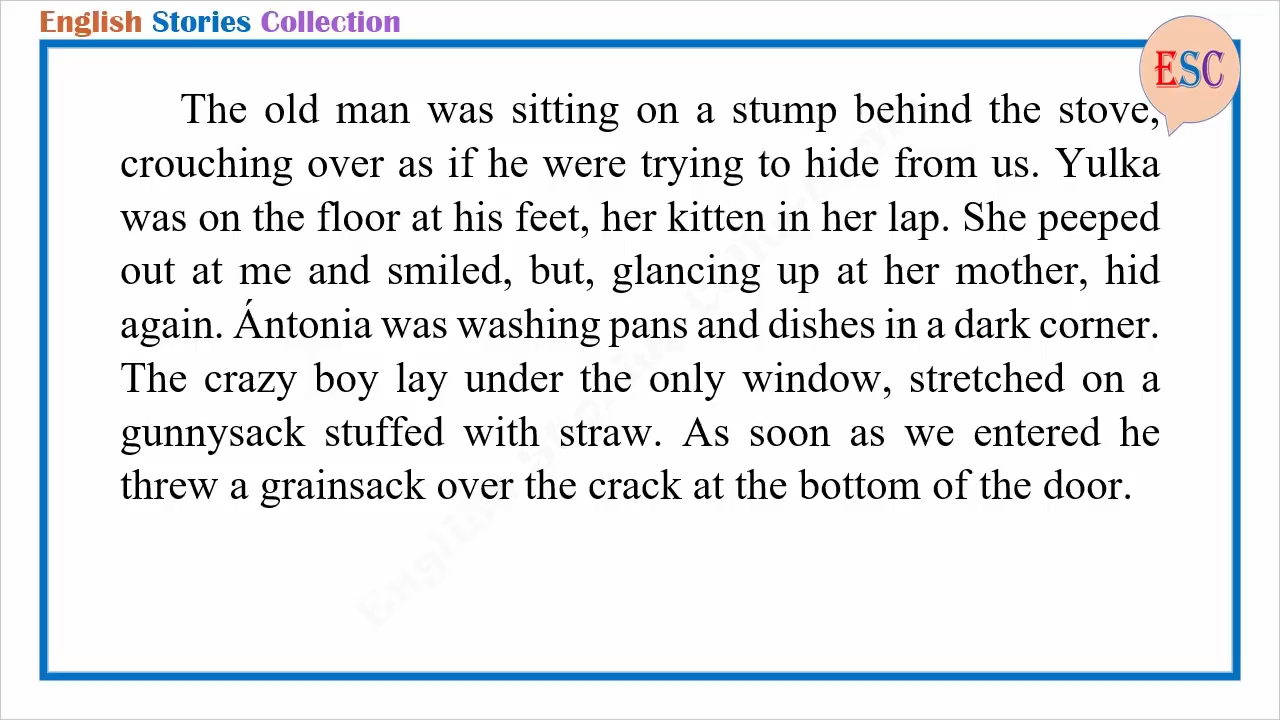 English Stories Collection
ESC
The old man was sitting on a stump behind the stove,
crouching over as if he were trying to hide from us. Yulka
was on the floor at his feet, her kitten in her lap. She peeped
out at me and smiled, but, glancing up at her mother, hid
again. Ántonia was washing pans and dishes in a dark corner.
The crazy boy lay under the only window, stretched on a
gunnysack stuffed with straw. As soon as we entered he
threw a grainsack over the crack at the bottom of the door.
English Stories Collection